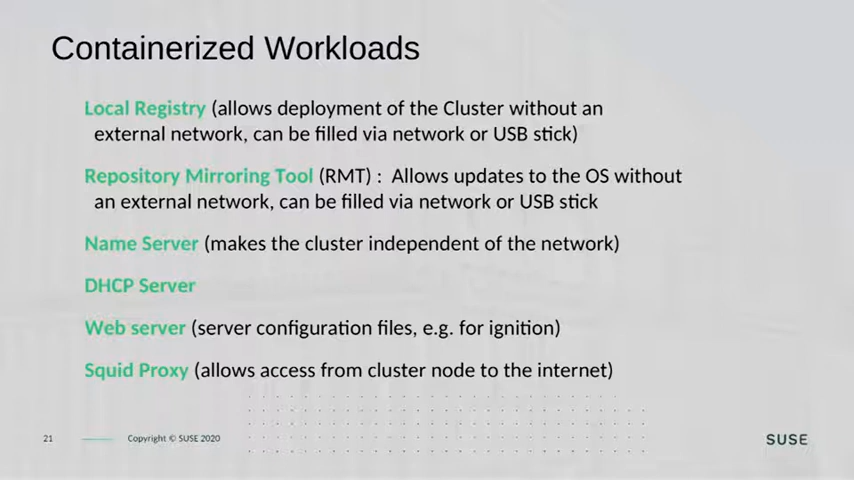 Containerized Workloads
Local Registry (allows deployment of the Cluster without an
external network, can be filled via network or USB stick)
Repository Mirroring Tool (RMT) : Allows updates to the OS without
an external network, can be filled via network or USB stick
Name Server (makes the cluster independent of the network)
DHCP Server
Web server (server configuration files, e.g. for ignition)
Squid Proxy (allows access from cluster node to the internet)
21
Copyright © SUSE 2020
SUSE